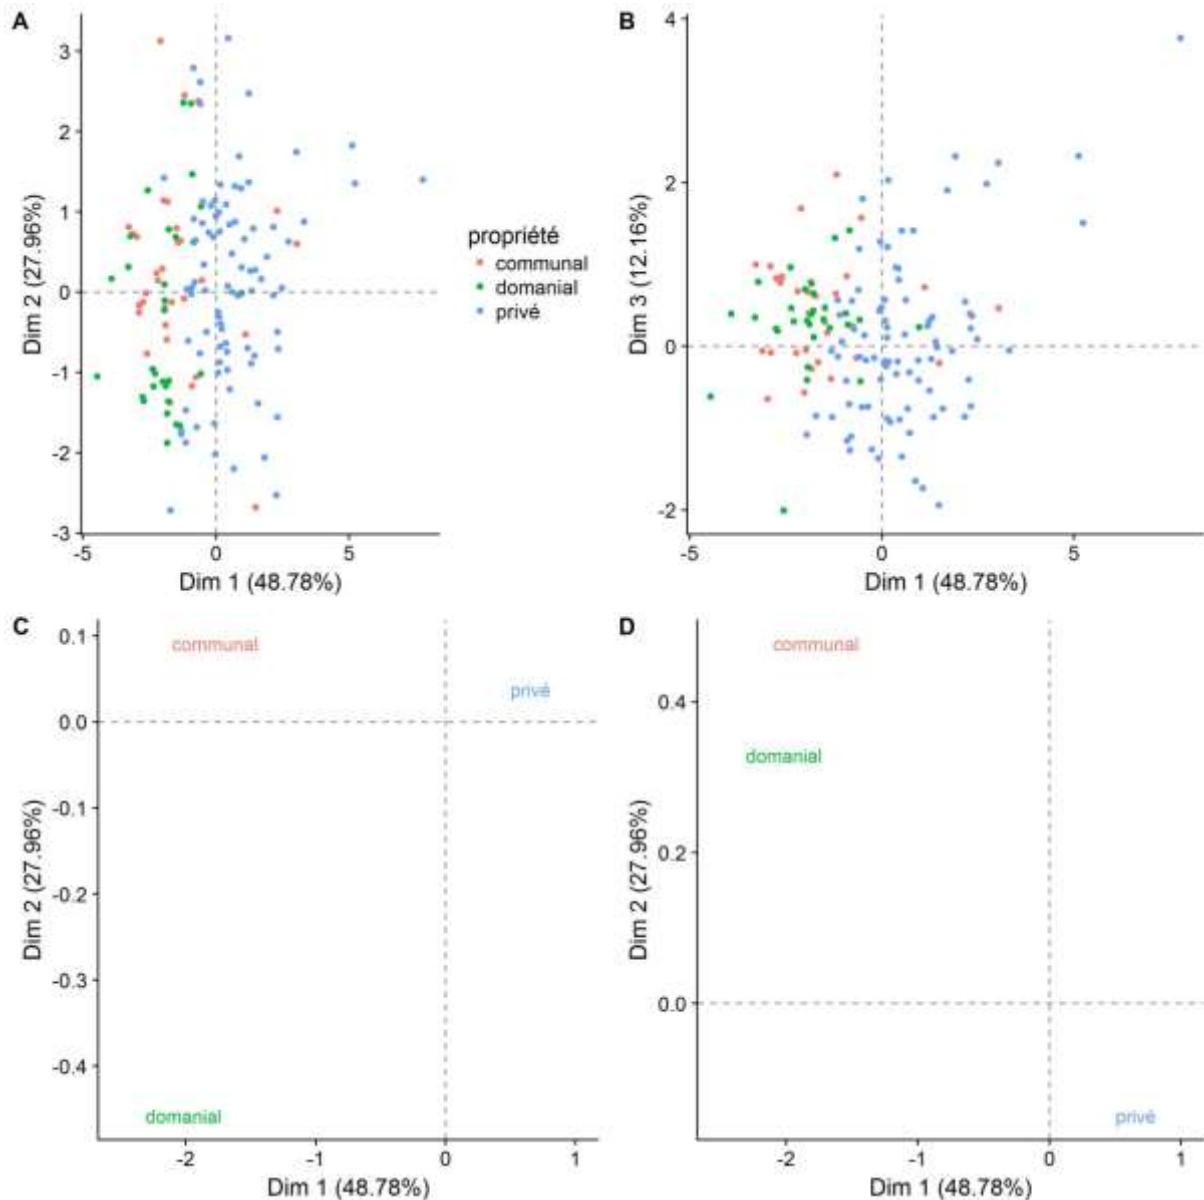 A
3
2
1
0
-1
-2
-3
-5
0
5
Dim 2 (27.96%)
Dim 1 (48.78%)
propriété
communal
domanial
privé
B
4
2
0
-2
-5
0
5
Dim 3 (12.16%)
Dim 1 (48.78%)
C
0.1
0.0
-0.1
-0.2
-0.3
-0.4
communal
privé
domanial
-2
-1
0
1
Dim 2 (27.96%)
Dim 1 (48.78%)
D
0.4
0.2
0.0
communal
domanial
privé
-2
-1
0
1
Dim 2 (27.96%)
Dim 1 (48.78%)